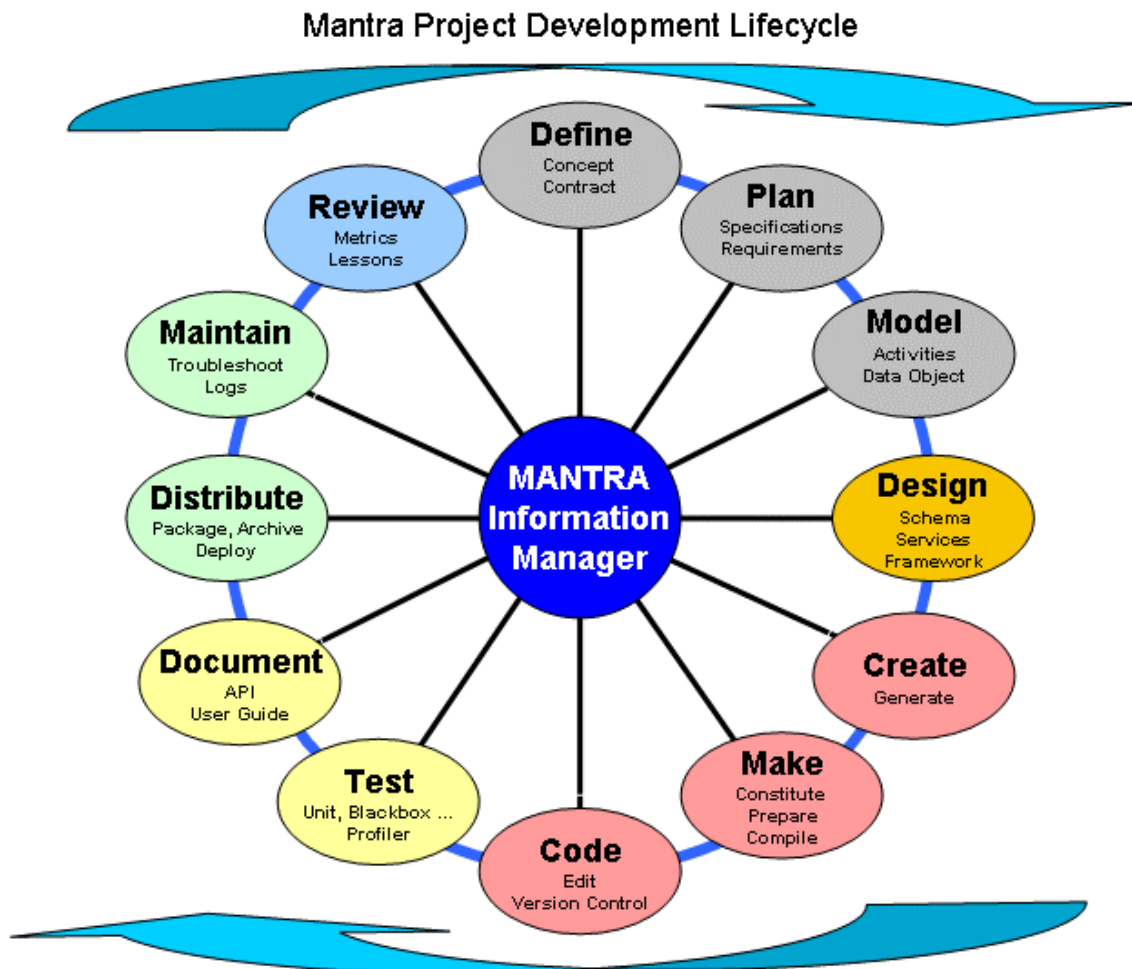 Mantra Project Development Lifecycle
Define
Concept
Contract
Plan
Specifications
Requirements
Model
Activities
Data Object
Design
Schema
Services
Framework
Create
Generate
Make
Constitute
Prepare
Compile
Code
Edit
Version Control
Test
Unit, Blackbox ...
Profiler
Document
API
User Guide
Distribute
Package, Archive
Deploy
Maintain
Troubleshoot
Logs
Review
Metrics
Lessons
MANTRA
Information
Manager